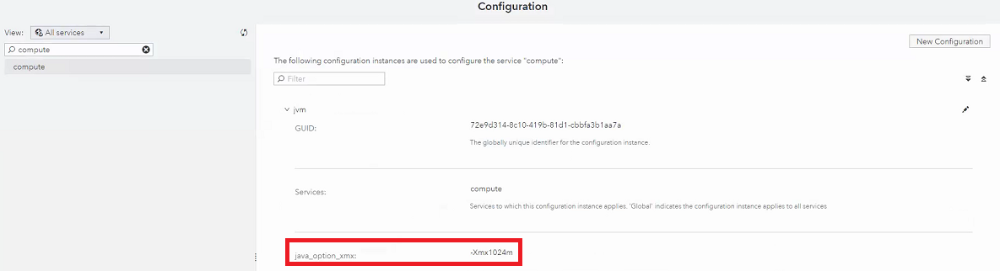 Configuration
View: All services
compute
compute
New Configuration
The following configuration instances are used to configure the service "compute":
Filter
jvm
GUID: 72e9d314-8c10-419b-81d1-cbbfa3b1aa7a
The globally unique identifier for the configuration instance.
Services: compute
Services to which this configuration instance applies. 'Global' indicates the configuration instance applies to all services
java_option_xmx: -Xmx1024m